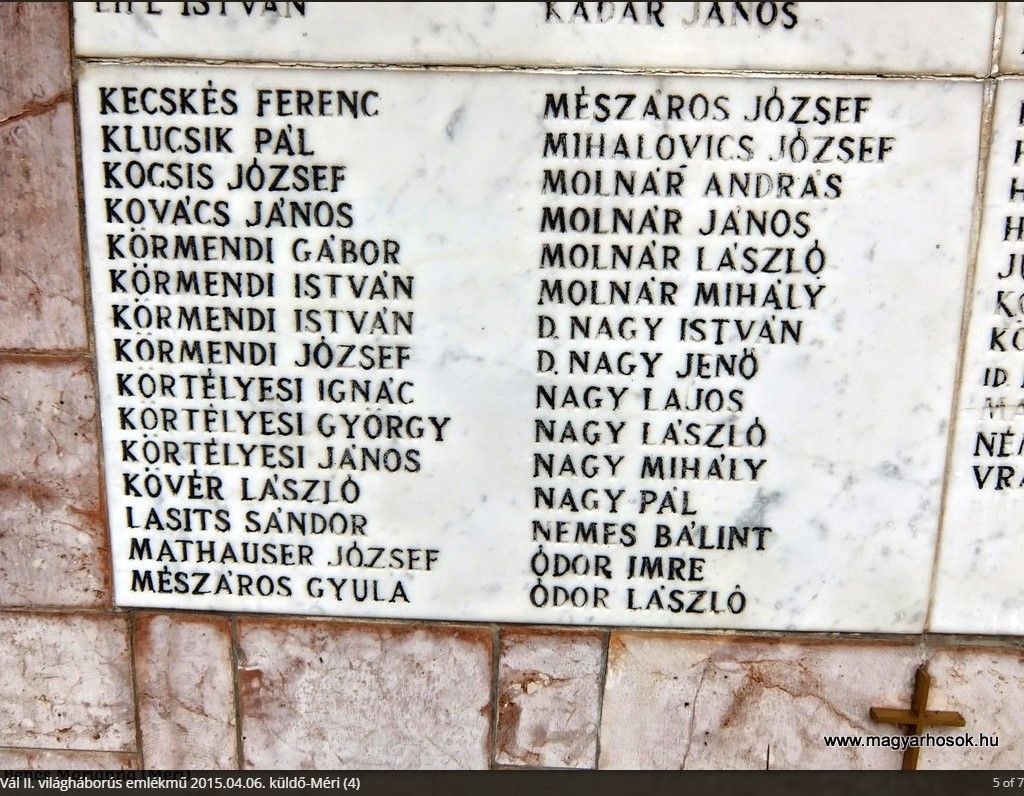 ISTVÁN
KÁDÁR JÁNOS
KECSKÉS FERENC
KLUCSIK PÁL
KOCSIS JÓZSEF
KOVÁCS JÁNOS
KÖRMENDI GÁBOR
KÖRMENDI ISTVÁN
KÖRMENDI ISTVÁN
KÖRMENDI JÓZSEF
KÖRTÉLYESI IGNÁC
KÖRTÉLYESI GYÖRGY
KÖRTÉLYESI JÁNOS
KÖVÉR LÁSZLÓ
LASITS SÁNDOR
MATHAUSER JÓZSEF
MÉSZÁROS GYULA
MÉSZÁROS JÓZSEF
MIHALOVICS JÓZSEF
MOLNÁR ANDRÁS
MOLNÁR JÁNOS
MOLNÁR LÁSZLÓ
MOLNÁR MIHÁLY
D. NAGY ISTVÁN
D. NAGY JENŐ
NAGY LAJOS
NAGY LÁSZLÓ
NAGY MIHÁLY
NAGY PÁL
NEMES BÁLINT
ÓDOR IMRE
ÓDOR LÁSZLÓ
ID.
www.magyarhosok.hu
Vál II. világháborús emlékmű 2015.04.06. küldő-Méri (4)
5 of 7